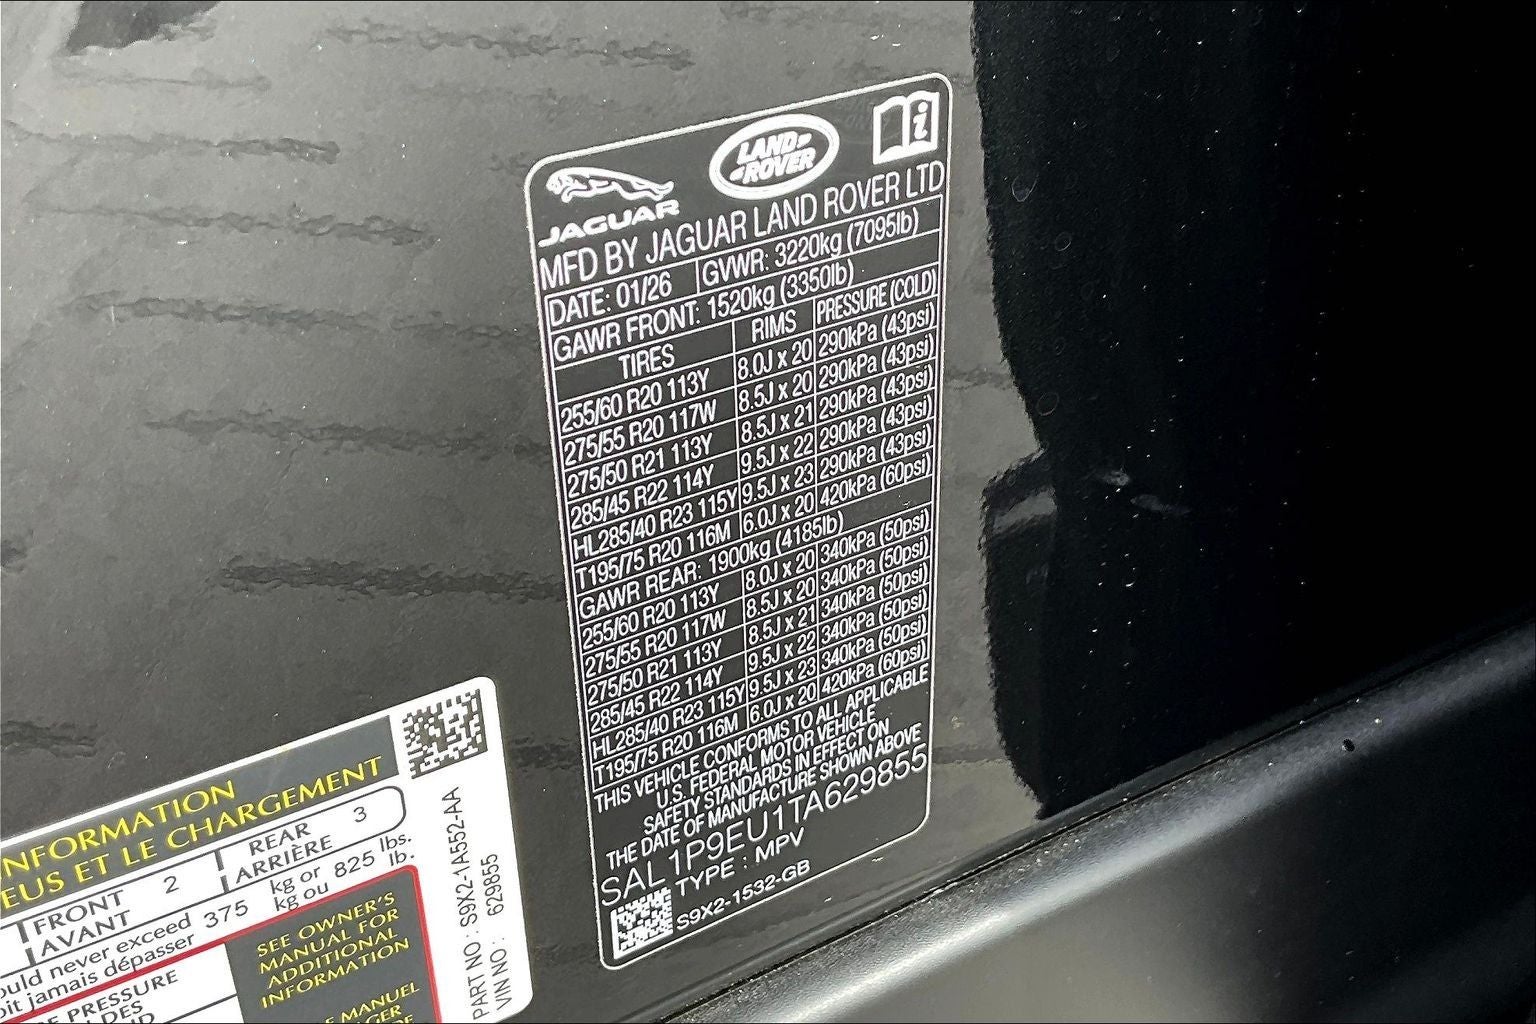 JAGUAR
LAND-
-ROVER
MFD BY JAGUAR LAND ROVER LTD
DATE: 01/26 GVWR: 3220kg (7095lb)
GAWR FRONT: 1520kg (3350lb)
TIRES RIMS PRESSURE (COLD)
255/60 R20 113Y 8.0J x 20 290kPa (43psi)
275/55 R20 117W 8.5J x 20 290kPa (43psi)
275/50 R21 113Y 8.5J x 21 290kPa (43psi)
285/45 R22 114Y 9.5J x 22 290kPa (43psi)
HL285/40 R23 115Y 9.5J x 23 290kPa (43psi)
T195/75 R20 116M 6.0J x 20 420kPa (60psi)
GAWR REAR: 1900kg (4185lb)
255/60 R20 113Y 8.0J x 20 340kPa (50psi)
275/55 R20 117W 8.5J x 20 340kPa (50psi)
275/50 R21 113Y 8.5J x 21 340kPa (50psi)
285/45 R22 114Y 9.5J x 22 340kPa (50psi)
HL285/40 R23 115Y 9.5J x 23 340kPa (50psi)
T195/75 R20 116M 6.0J x 20 420kPa (60psi)
THIS VEHICLE CONFORMS TO ALL APPLICABLE
U.S. FEDERAL MOTOR VEHICLE
SAFETY STANDARDS IN EFFECT ON
THE DATE OF MANUFACTURE SHOWN ABOVE
SAL1P9EU1TA629855
TYPE : MPV
S9X2-1532-GB
NFORMATION
EUS ET LE CHARGEMENT
FRONT 2 REAR 3
AVANT ARRIÈRE
ould never exceed 375 kg or 825 lbs.
oit jamais dépasser kg ou lb.
E PRESSURE
DES
SEE OWNER'S
MANUAL FOR
ADDITIONAL
INFORMATION
MANUEL
PART NO : S9X2-1A552-AA
VIN NO : 629855